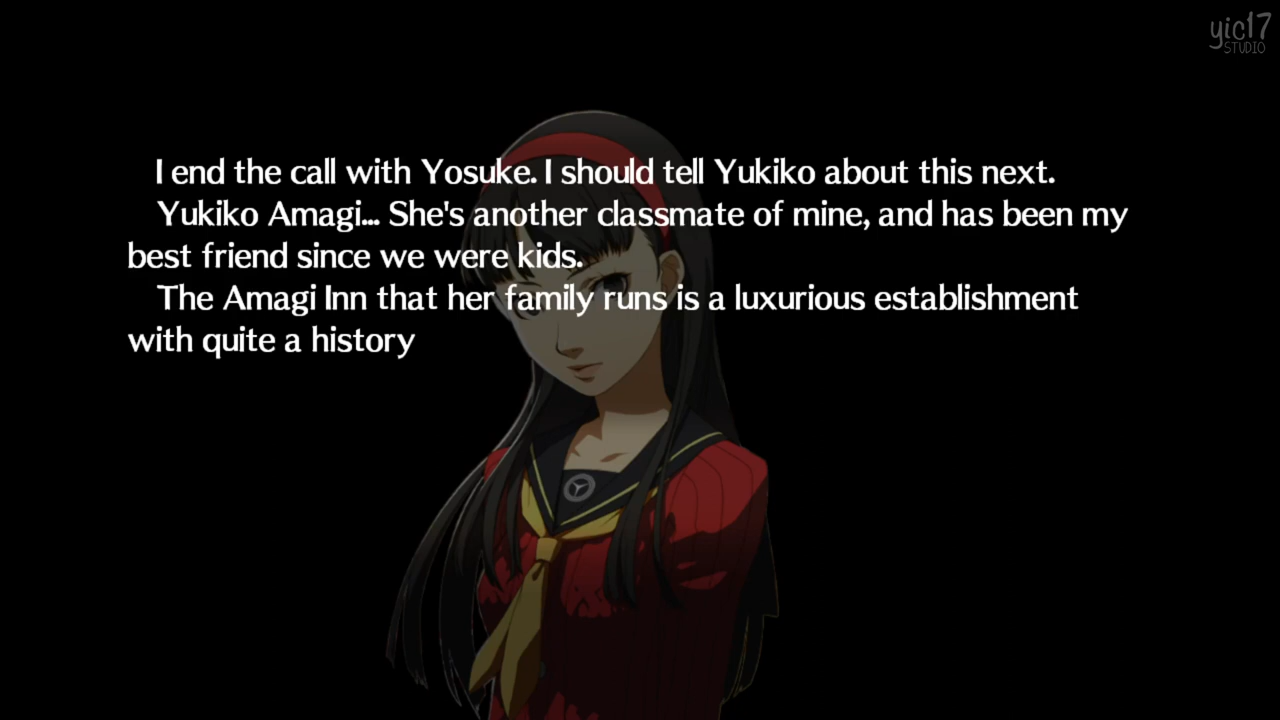 yic17
STUDIO
I end the call with Yosuke. I should tell Yukiko about this next.
Yukiko Amagi... She's another classmate of mine, and has been my
best friend since we were kids.
The Amagi Inn that her family runs is a luxurious establishment
with quite a history